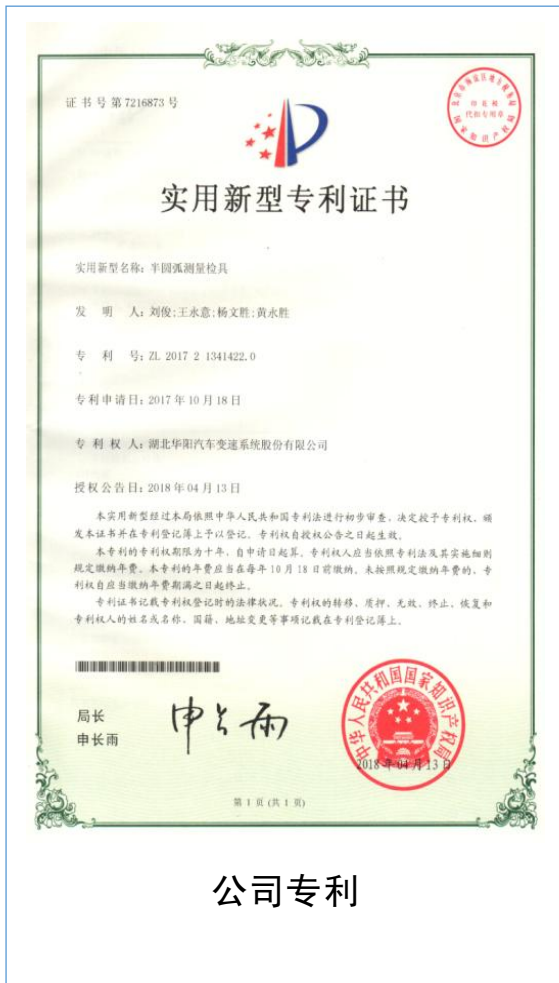 证书号第7216873号
印花税
代扣专用章
实用新型专利证书
实用新型名称：半圆弧测量检具
发明人：刘俊;王永意;杨文胜;黄永胜
专利号：ZL 2017 2 1341422.0
专利申请日：2017年10月18日
专利权人：湖北华阳汽车变速系统股份有限公司
授权公告日：2018年04月13日
本实用新型经过本局依照中华人民共和国专利法进行初步审查，决定授予专利权，颁
发本证书并在专利登记簿上予以登记。专利权自授权公告之日起生效。
本专利的专利权期限为十年，自申请日起算。专利权人应当依照专利法及其实施细则
规定缴纳年费。本专利的年费应当在每年10月18日前缴纳。未按照规定缴纳年费的，专
利权自应当缴纳年费期满之日起终止。
专利证书记载专利权登记时的法律状况。专利权的转移、质押、无效、终止、恢复和
专利权人的姓名或名称、国籍、地址变更等事项记载在专利登记簿上。
局长
申长雨
申长雨
中华人民共和国国家知识产权局
2018年04月13日
第1页(共1页)
公司专利